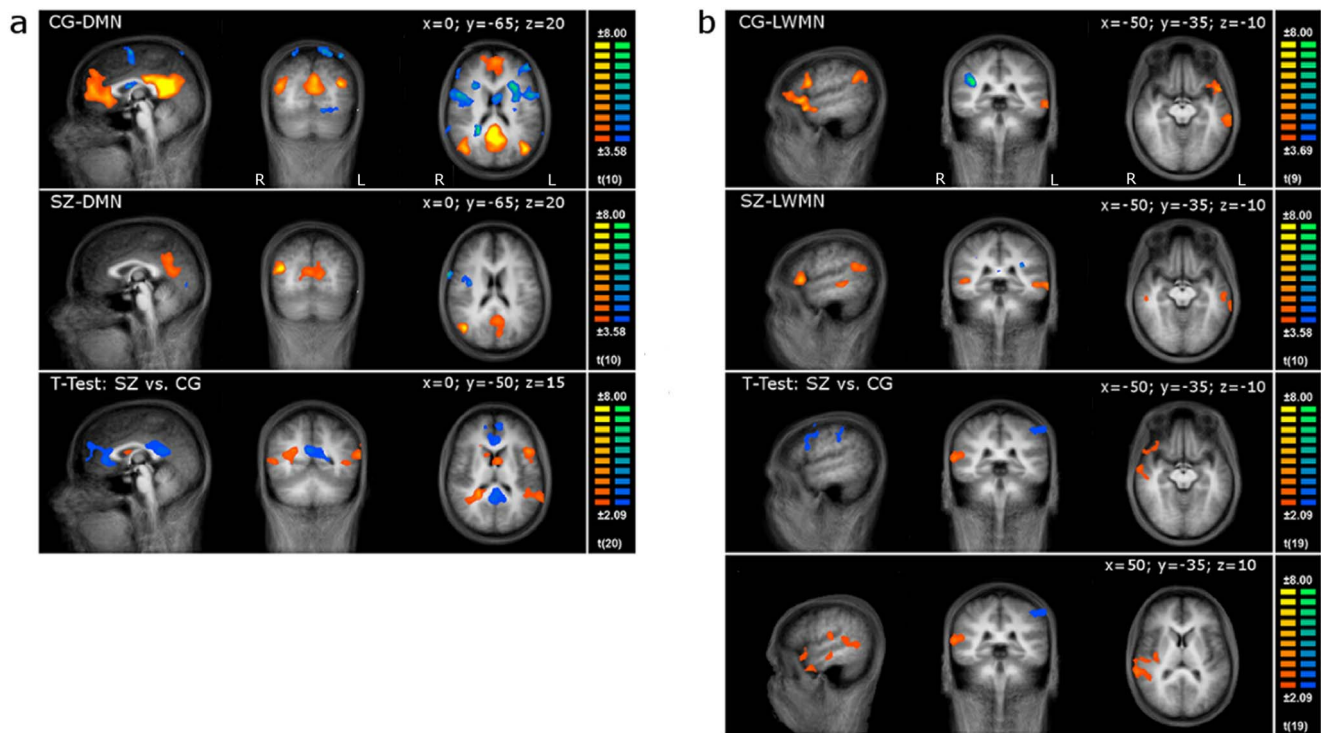 a
CG-DMN x=0; y=-65; z=20
±8.00
±3.58
t(10)
R L R L
SZ-DMN x=0; y=-65; z=20
±8.00
±3.58
t(10)
T-Test: SZ vs. CG x=0; y=-50; z=15
±8.00
±2.09
t(20)
b
CG-LWMN x=-50; y=-35; z=-10
±8.00
±3.69
t(9)
R L R L
SZ-LWMN x=-50; y=-35; z=-10
±8.00
±3.58
t(10)
T-Test: SZ vs. CG x=-50; y=-35; z=-10
±8.00
±2.09
t(19)
x=50; y=-35; z=10
±8.00
±2.09
t(19)